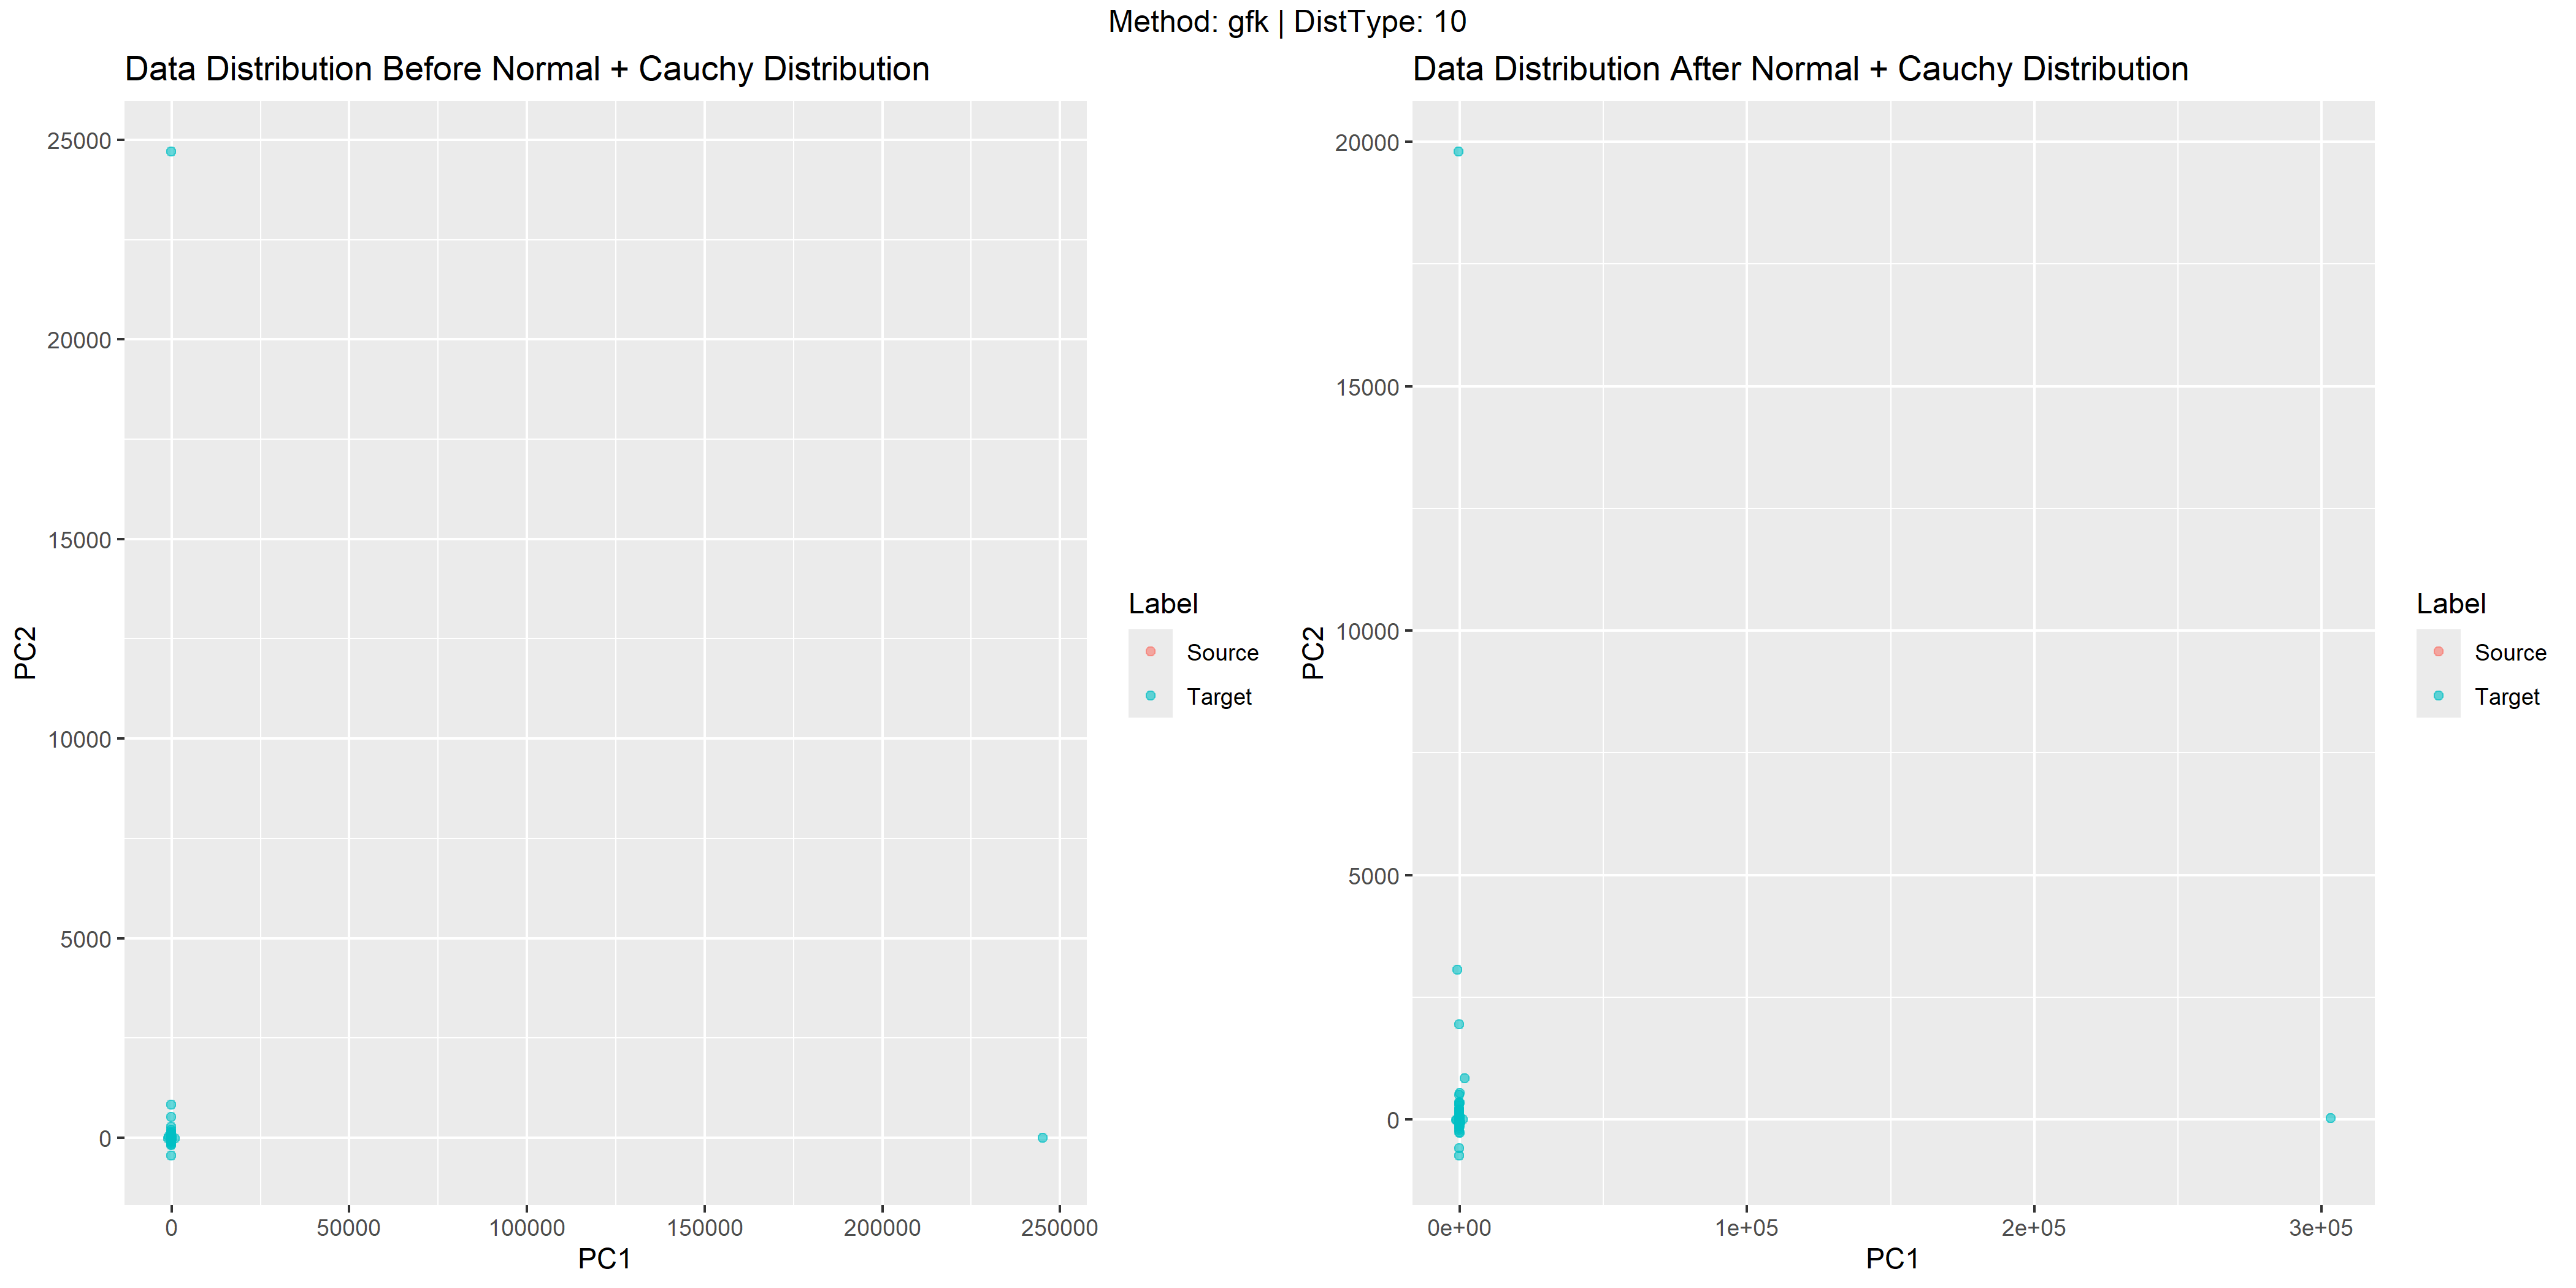 Method: gfk | DistType: 10
Data Distribution Before Normal + Cauchy Distribution
25000
20000
15000
10000
5000
0
PC2
0 50000 100000 150000 200000 250000
PC1
Label
Source
Target
Data Distribution After Normal + Cauchy Distribution
20000
15000
10000
5000
0
PC2
0e+00 1e+05 2e+05 3e+05
PC1
Label
Source
Target